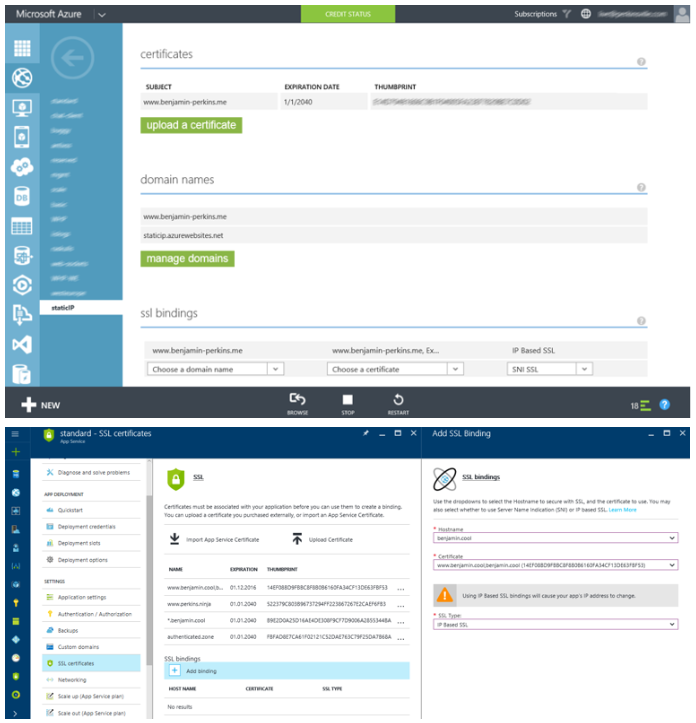 Microsoft Azure
CREDIT STATUS
Subscriptions
certificates
SUBJECT EXPIRATION DATE THUMBPRINT
www.benjamin-perkins.me 1/1/2040
upload a certificate
domain names
www.benjamin-perkins.me
staticip.azurewebsites.net
manage domains
staticIP
ssl bindings
www.benjamin-perkins.me www.benjamin-perkins.me, Ex... IP Based SSL
Choose a domain name Choose a certificate SNI SSL
NEW
BROWSE STOP RESTART
18
standard - SSL certificates
App Service
Diagnose and solve problems
APP DEPLOYMENT
Quickstart
Deployment credentials
Deployment slots
Deployment options
SETTINGS
Application settings
Authentication / Authorization
Backups
Custom domains
SSL certificates
Networking
Scale up (App Service plan)
Scale out (App Service plan)
SSL
Certificates must be associated with your application before you can use them to create a binding.
You can upload a certificate you purchased externally, or import an App Service Certificate.
Import App Service Certificate Upload Certificate
NAME EXPIRATION THUMBPRINT
www.benjamin.cool,b... 01.12.2016 ...
www.perkins.ninja 01.01.2040 ...
*.benjamin.cool 01.01.2040 ...
authenticated.zone 01.01.2040 ...
SSL bindings
Add binding
HOST NAME CERTIFICATE SSL TYPE
No results
Add SSL Binding
SSL bindings
Use the dropdowns to select the Hostname to secure with SSL, and the certificate to use. You may
also select whether to use Server Name Indication (SNI) or IP based SSL. Learn More
* Hostname
benjamin.cool
* Certificate
www.benjamin.cool,benjamin.cool
Using IP Based SSL bindings will cause your app's IP address to change.
* SSL Type:
IP Based SSL